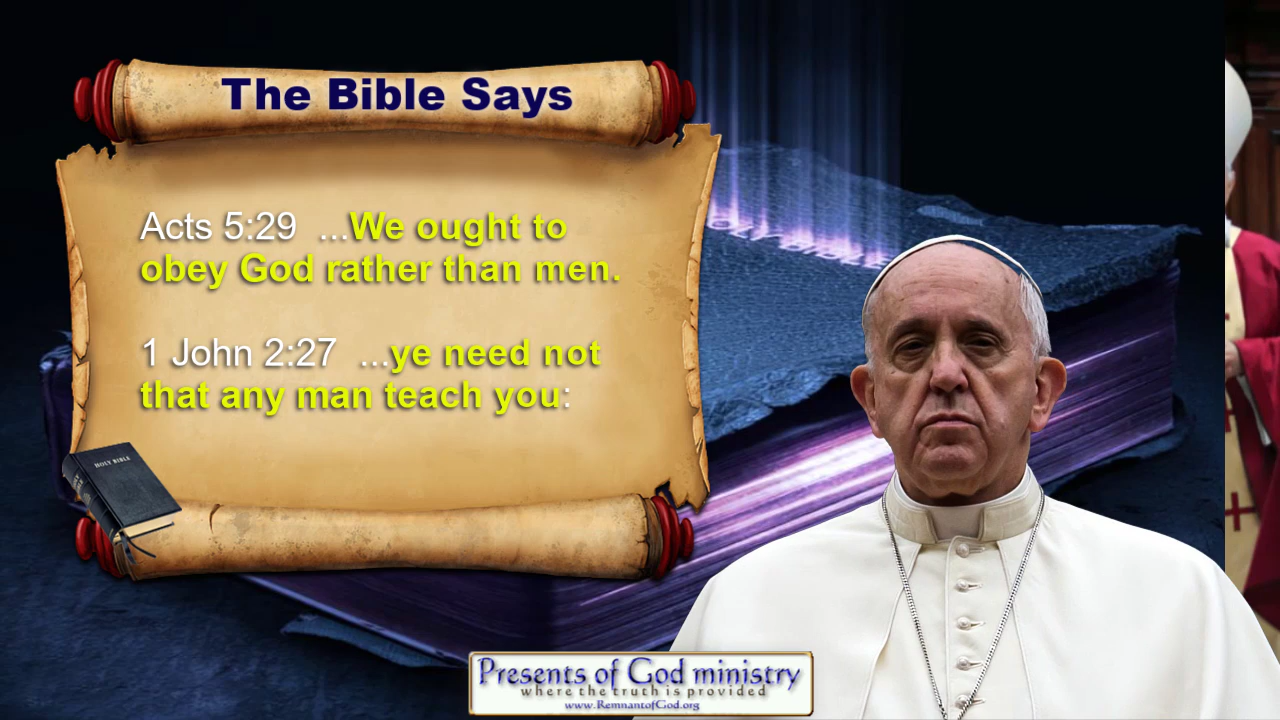 The Bible Says
Acts 5:29 ...We ought to
obey God rather than men.
1 John 2:27 ...ye need not
that any man teach you:
HOLY BIBLE
Presents of God ministry
where the truth is provided
www.RemnantofGod.org